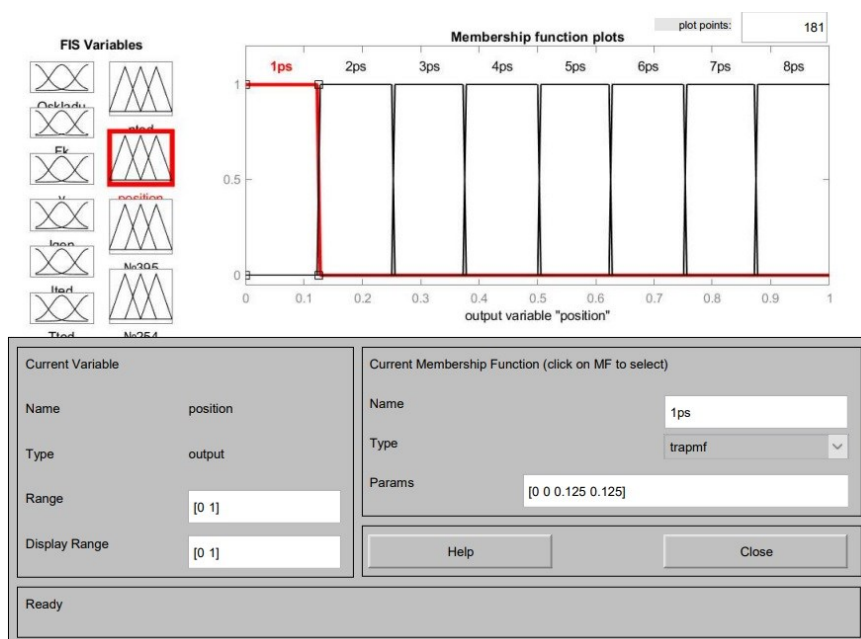 FIS Variables
Membership function plots
plot points:
181
1ps 2ps 3ps 4ps 5ps 6ps 7ps 8ps
1
0.5
0
0 0.1 0.2 0.3 0.4 0.5 0.6 0.7 0.8 0.9 1
output variable "position"
position
Current Variable
Name position
Type output
Range [0 1]
Display Range [0 1]
Current Membership Function (click on MF to select)
Name 1ps
Type trapmf
Params [0 0 0.125 0.125]
Help
Close
Ready